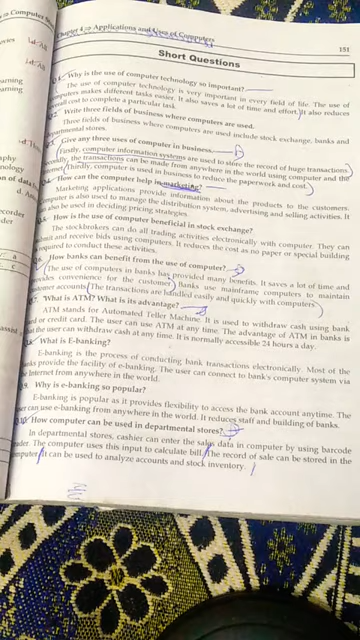 Chapter 4 Applications and Uses of Computers
151
Short Questions
Why is the use of computer technology so important?
The use of computer technology is very important in every field of life. The use of
computers makes different tasks easier. It also saves a lot of time and effort. It also reduces
cost to complete a particular task.
Write three fields of business where computers are used.
Three fields of business where computers are used include stock exchange, banks and
departmental stores.
Give any three uses of computer in business.
Firstly, computer information systems are used to store the record of huge transactions.
Secondly, the transactions can be made from anywhere in the world using computer and the
Internet. Thirdly, computer is used in business to reduce the paperwork and cost.
How can the computer help in marketing?
Marketing applications provide information about the products to the customers.
Computer is also used to manage the distribution system, advertising and selling activities. It
also be used in deciding pricing strategies.
How is the use of computer beneficial in stock exchange?
The stockbrokers can do all trading activities electronically with computer. They can
and receive bids using computers. It reduces cost as no paper or special building
required to conduct these activities.
How banks can benefit from the use of computer?
The use of computers in banks has provided many benefits. It saves a lot of time and
provides convenience for the customer. Banks use mainframe computers to maintain
customer accounts. The transactions are handled easily and quickly with computers
What is ATM? What is its advantage?
ATM stands for Automated Teller Machine. It is used to withdraw cash using bank
card or credit card. The user can use ATM at any time. The advantage of ATM in banks is
that the user can withdraw cash at any time. It is normally accessible 24 hours a day.
What is E-banking?
E-banking is the process of conducting bank transactions electronically. Most of the
banks provide the facility of e-banking. The user can connect to bank's computer system via
Internet from anywhere in the world.
Why is e-banking so popular?
E-banking is popular as it provides flexibility to access the bank account anytime. The
user can use e-banking from anywhere in the world. It reduces staff and building of banks.
How computer can be used in departmental stores?
In departmental stores, cashier can enter the sales data in computer by using barcode
reader. The computer uses this input to calculate bill. The record of sale can be stored in the
computer. It can be used to analyze accounts and stock inventory.